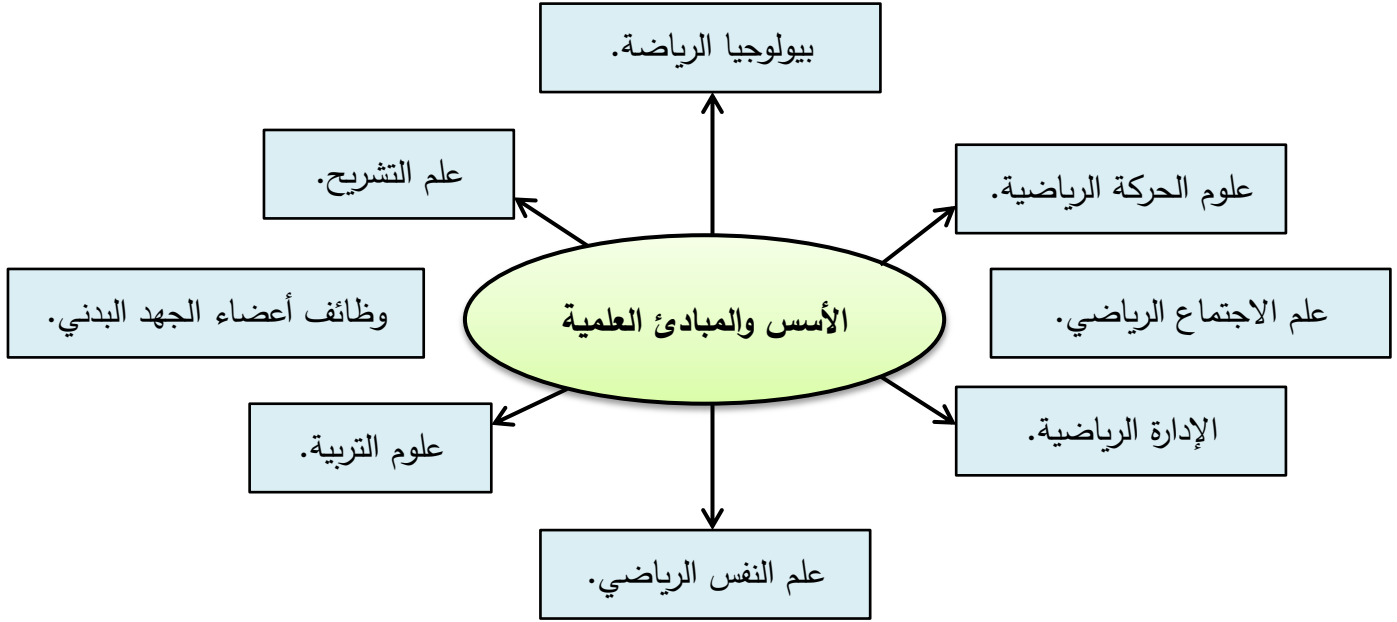 بيولوجيا الرياضة.
علوم الحركة الرياضية.
علم التشريح.
علم الاجتماع الرياضي.
الأسس والمبادئ العلمية
وظائف أعضاء الجهد البدني.
الإدارة الرياضية.
علوم التربية.
علم النفس الرياضي.